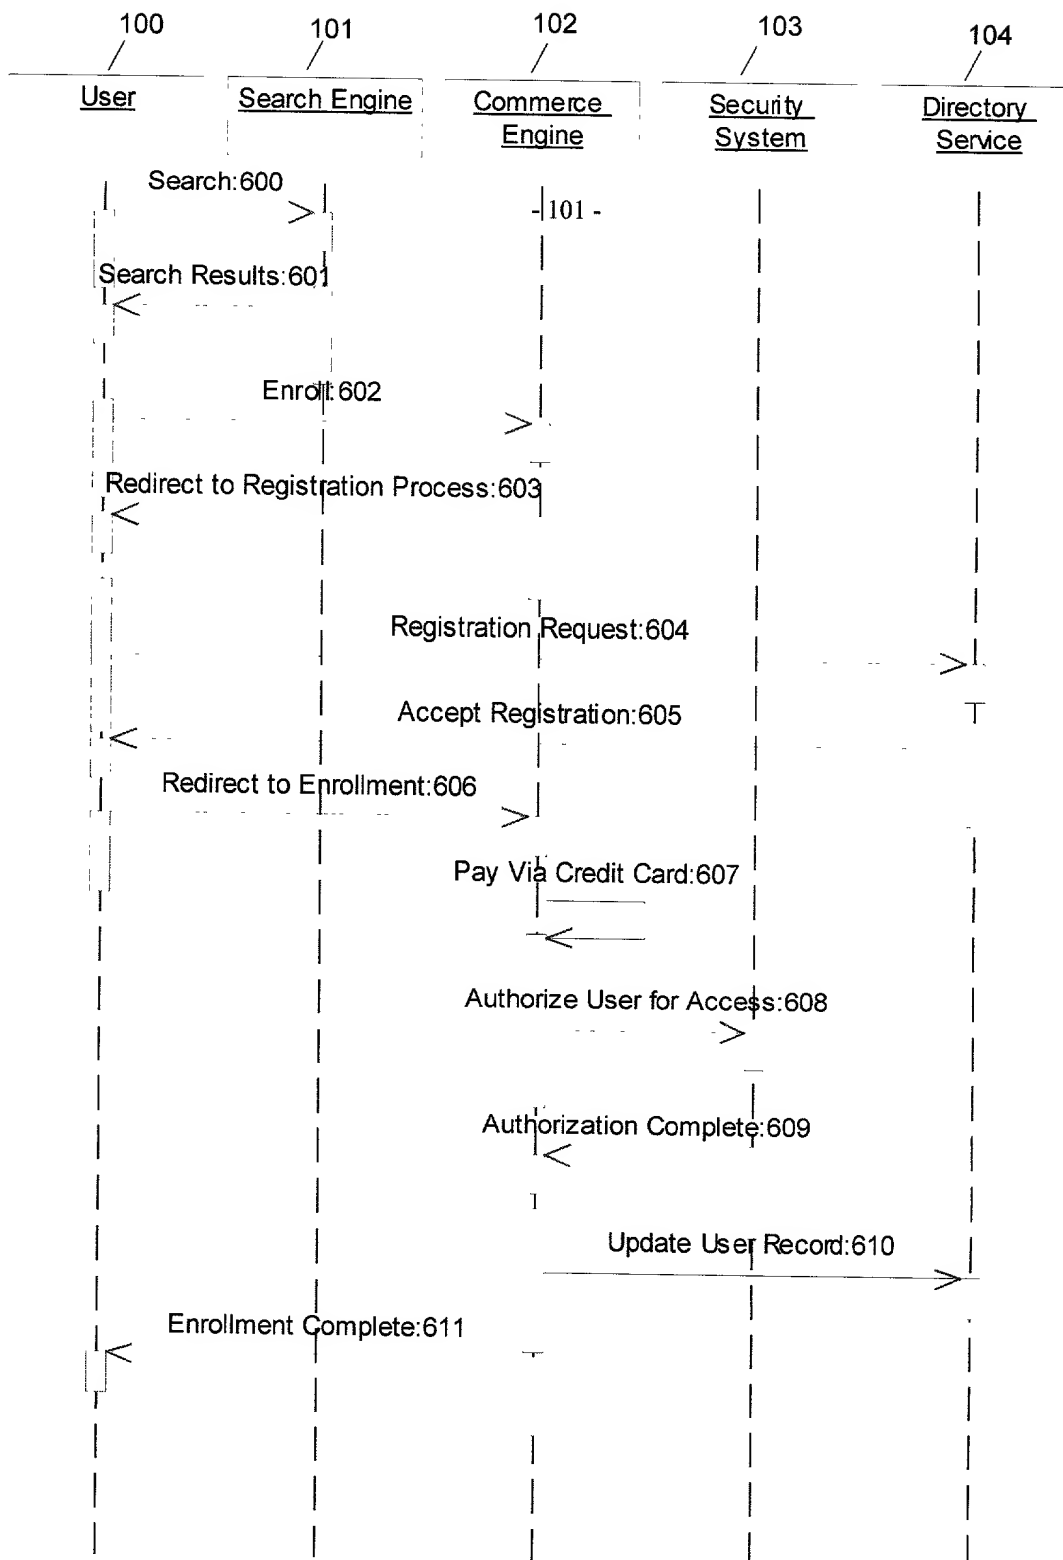 100
101
102
103
104
User
Search Engine
Commerce
Engine
Security
System
Directory
Service
Search:600
- 101 -
Search Results:601
Enroll:602
Redirect to Registration Process:603
Registration Request:604
Accept Registration:605
Redirect to Enrollment:606
Pay Via Credit Card:607
Authorize User for Access:608
Authorization Complete:609
Update User Record:610
Enrollment Complete:611